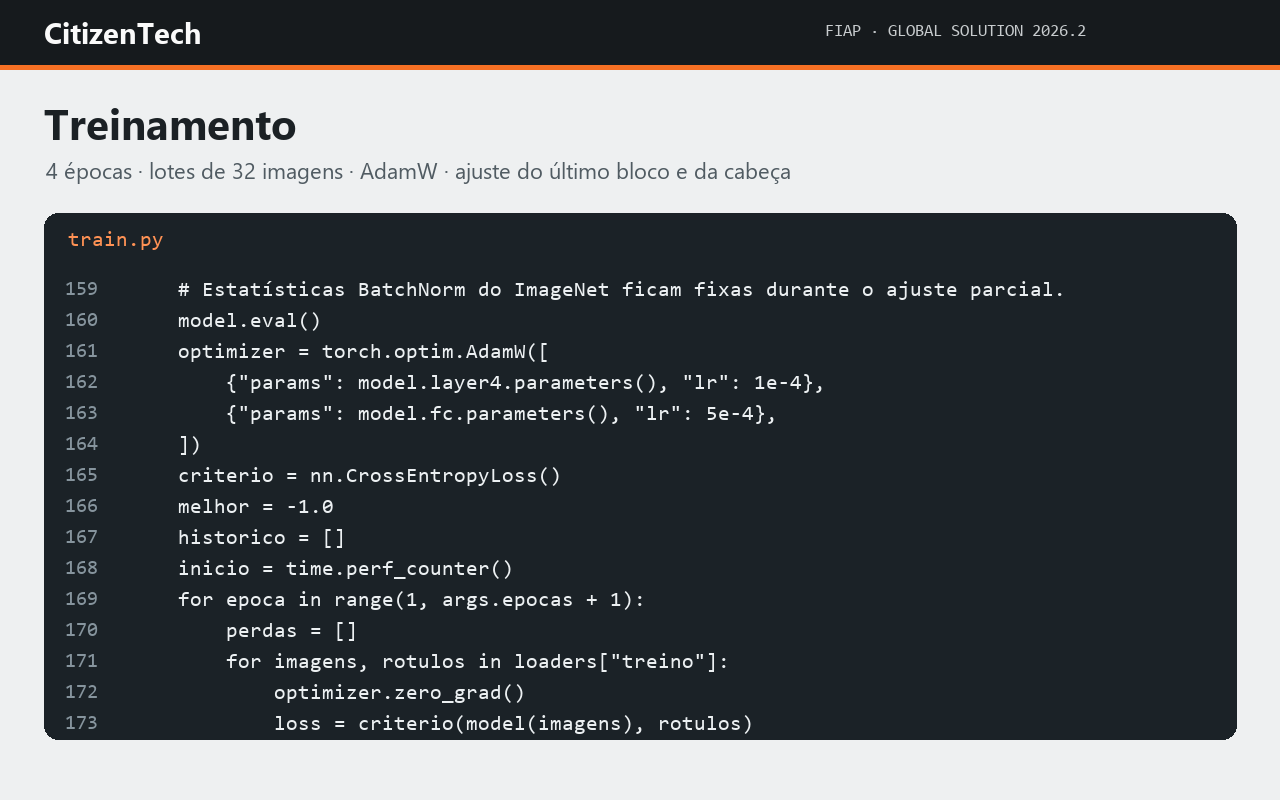 CitizenTech
FIAP · GLOBAL SOLUTION 2026.2
Treinamento
4 épocas · lotes de 32 imagens · AdamW · ajuste do último bloco e da cabeça
train.py
159 # Estatísticas BatchNorm do ImageNet ficam fixas durante o ajuste parcial.
160 model.eval()
161 optimizer = torch.optim.AdamW([
162     {"params": model.layer4.parameters(), "lr": 1e-4},
163     {"params": model.fc.parameters(), "lr": 5e-4},
164 ])
165 criterio = nn.CrossEntropyLoss()
166 melhor = -1.0
167 historico = []
168 inicio = time.perf_counter()
169 for epoca in range(1, args.epocas + 1):
170     perdas = []
171     for imagens, rotulos in loaders["treino"]:
172         optimizer.zero_grad()
173         loss = criterio(model(imagens), rotulos)